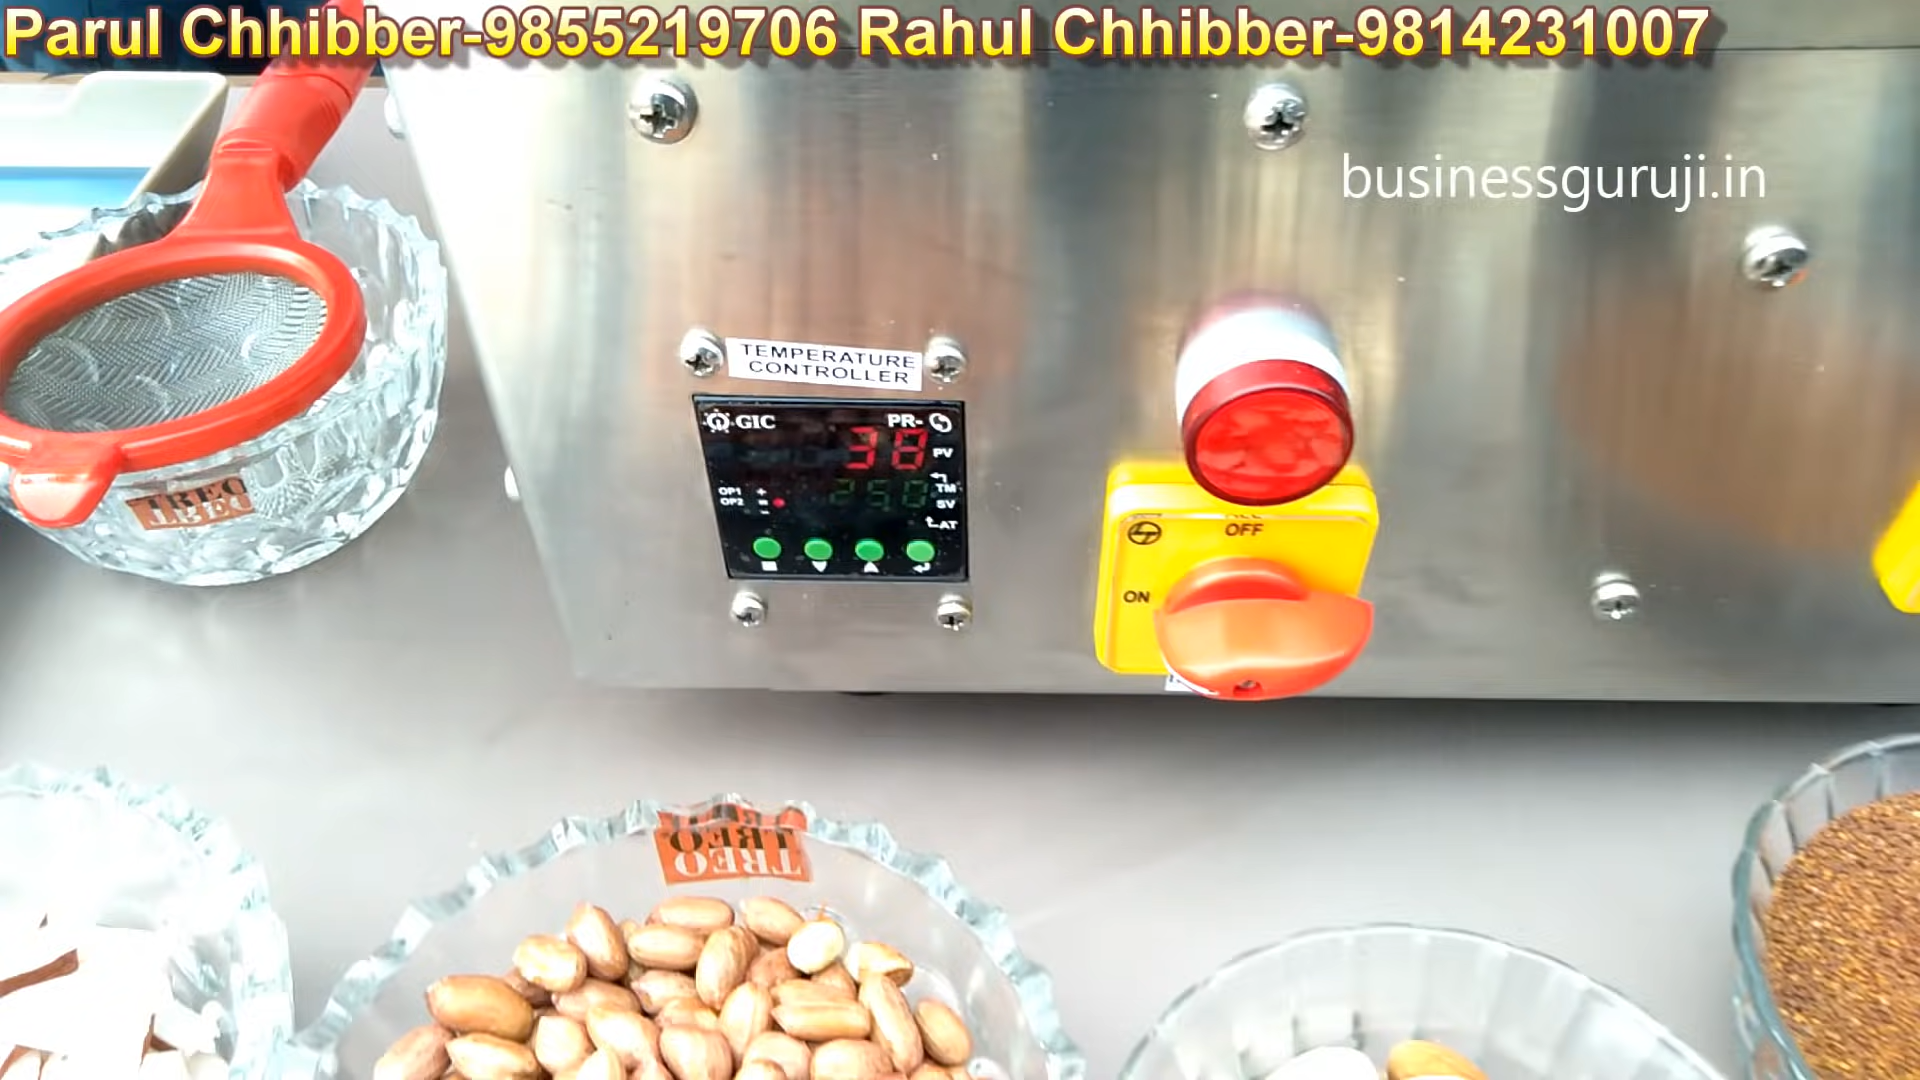 Parul Chhibber-9855219706 Rahul Chhibber-9814231007
businessguruji.in
TEMPERATURE
CONTROLLER
GIC PR-
38 PV
TM
250 SV
OP1
OP2
AT
OFF
ON
TREO
TREO
TREO